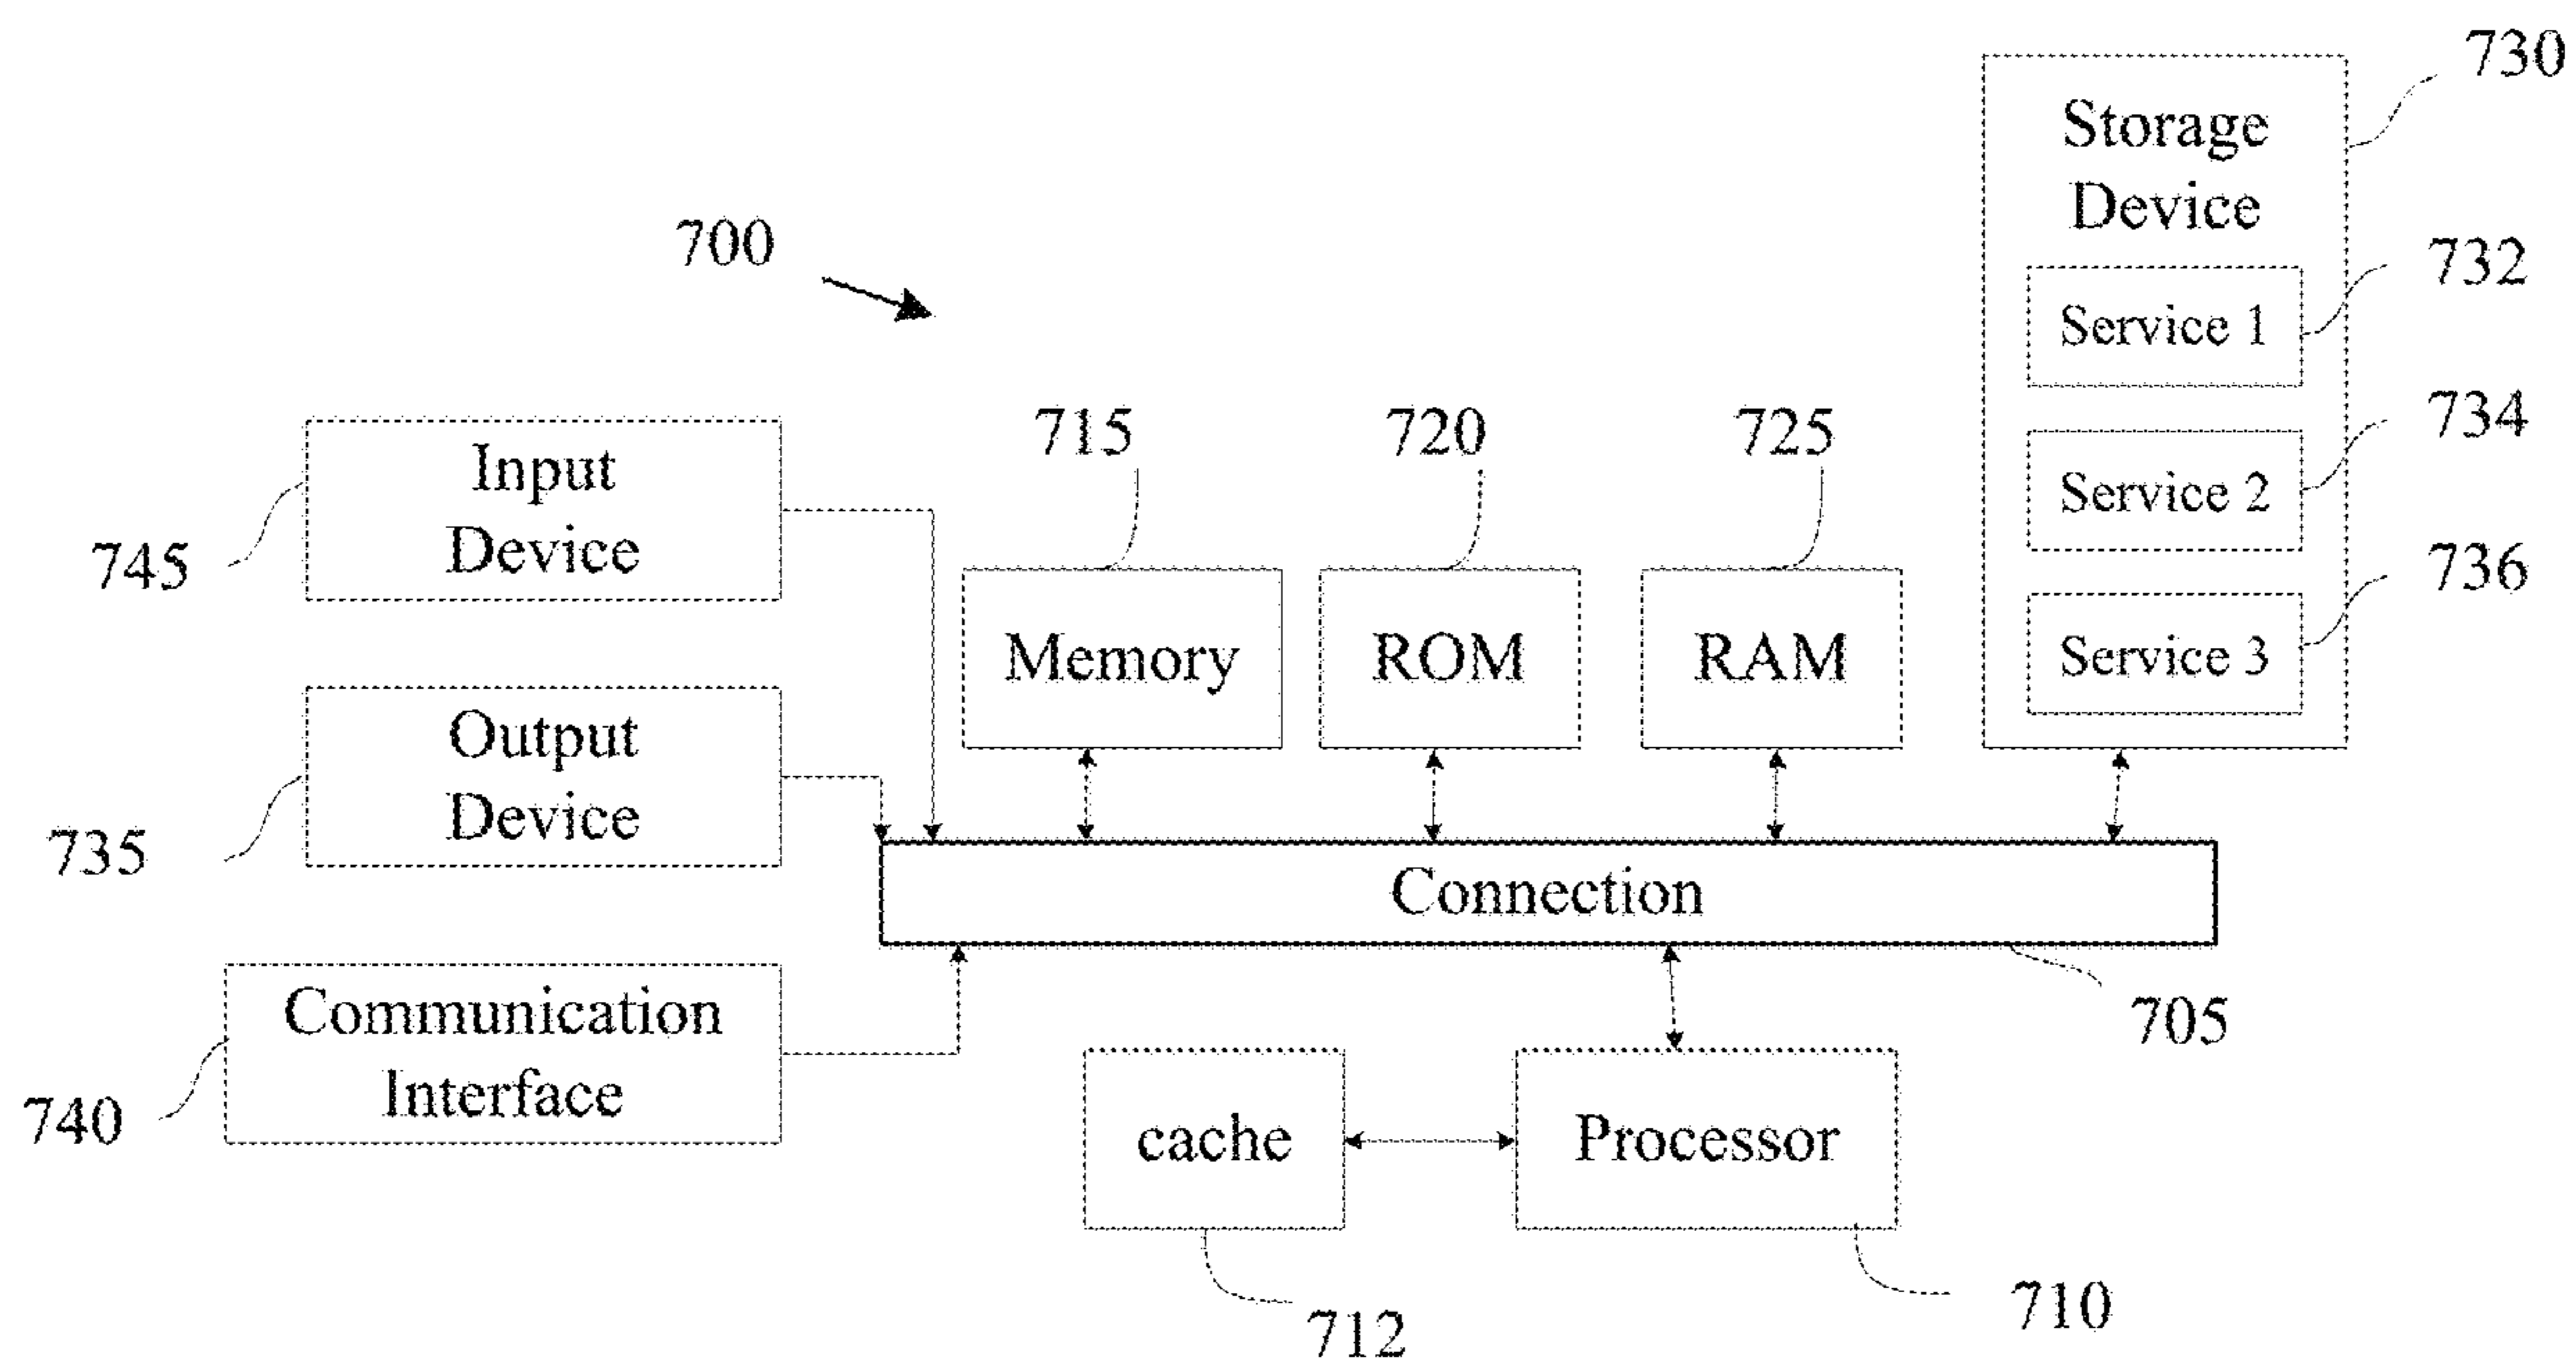 730
Storage
Device
700
732
Service 1
715
720
725
734
Input
Device
Service 2
745
736
Memory
ROM
RAM
Service 3
Output
Device
735
Connection
Communication
Interface
705
740
cache
Processor
710
712